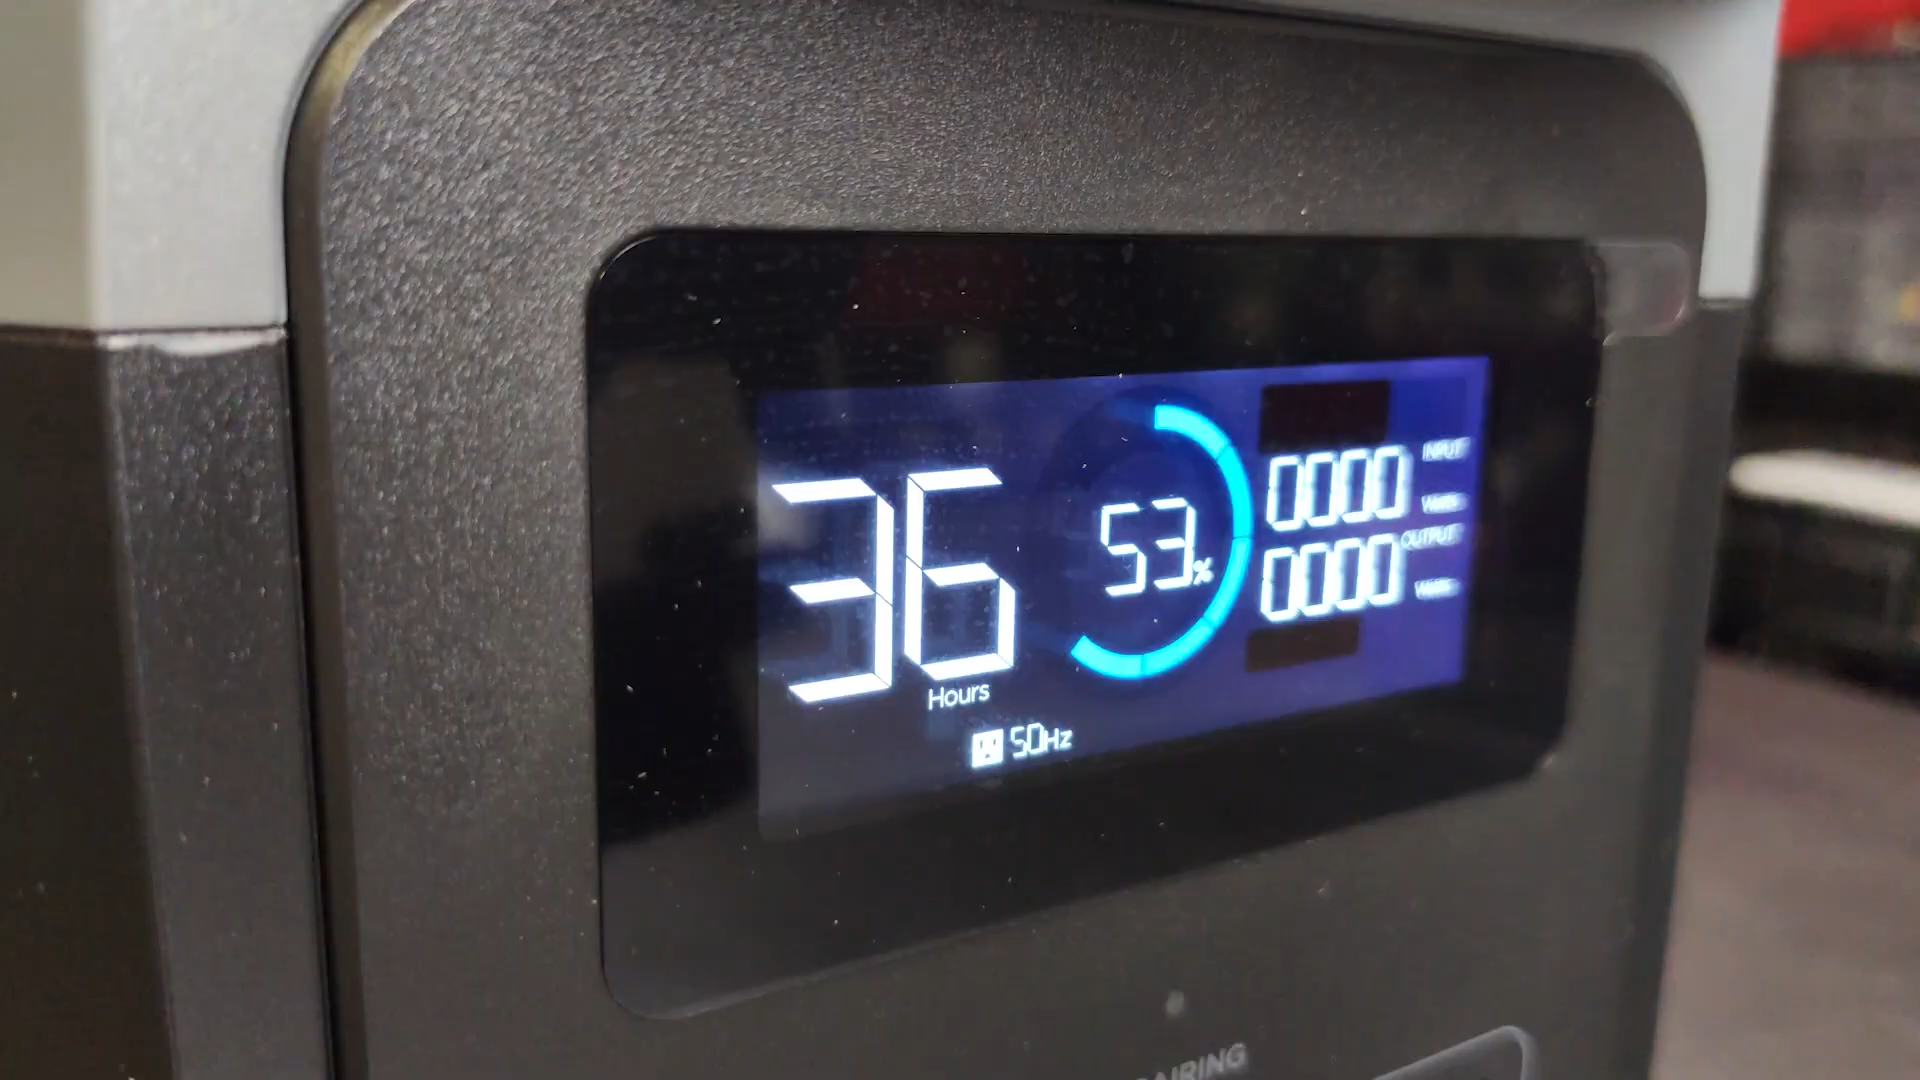 36
Hours
50Hz
53%
0000
INPUT
Watts
0000
OUTPUT
Watts